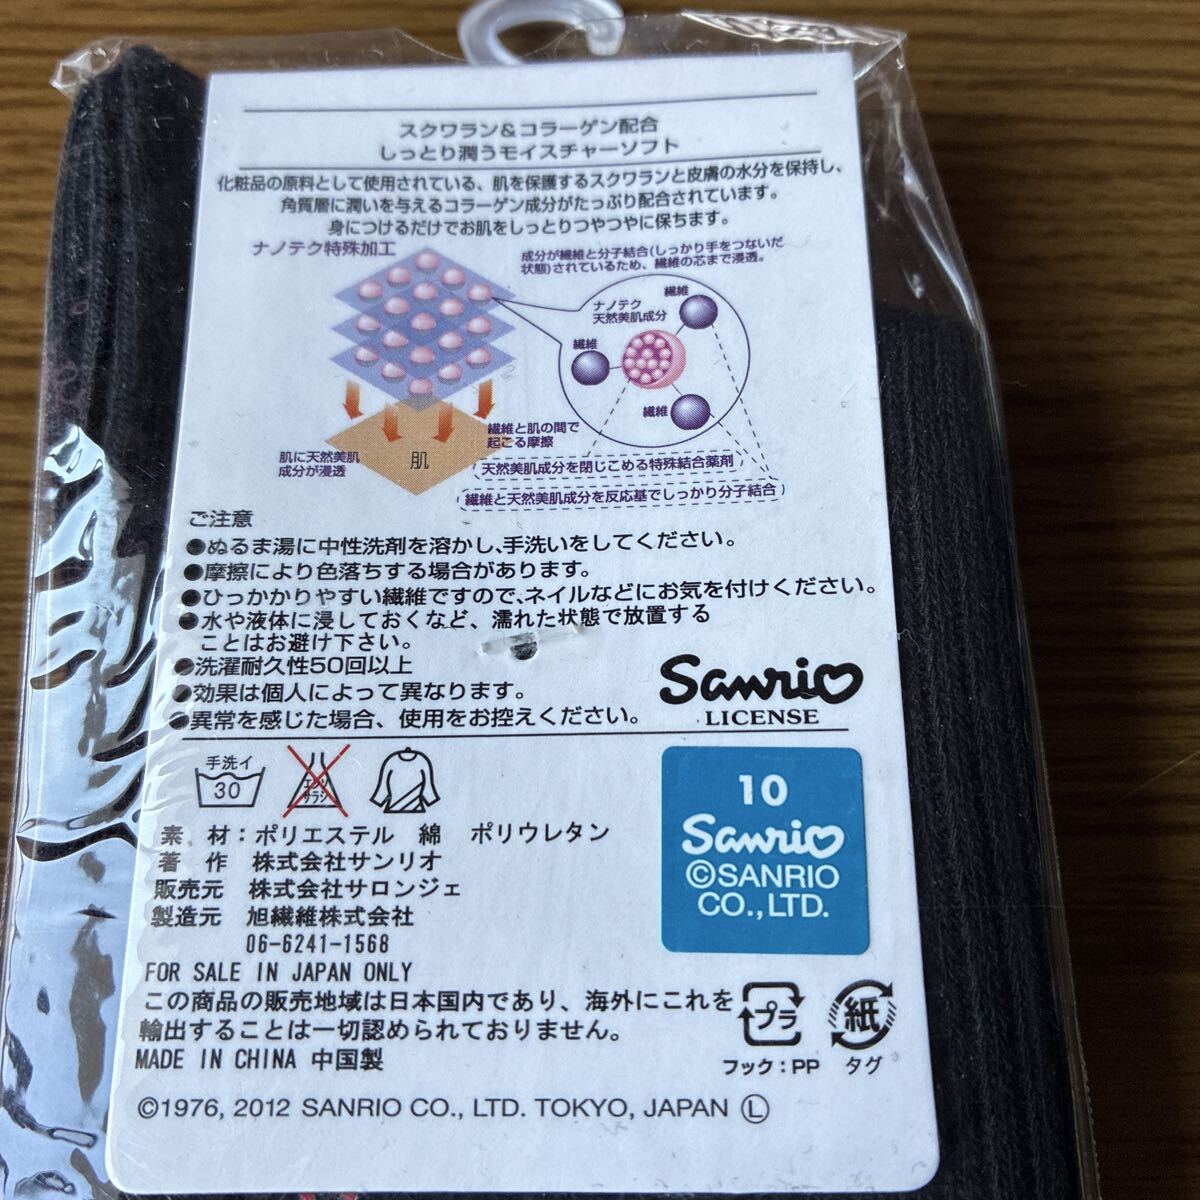 スクワラン&コラーゲン配合
しっとり潤うモイスチャーソフト
化粧品の原料として使用されている、肌を保護するスクワランと皮膚の水分を保持し、
角質層に潤いを与えるコラーゲン成分がたっぷり配合されています。
身につけるだけでお肌をしっとりつやつやに保ちます。
ナノテク特殊加工
成分が繊維と分子結合(しっかり手をつないだ
状態)されているため、繊維の芯まで浸透。
ナノテク
天然美肌成分
繊維
繊維
繊維
繊維と肌の間で
起こる摩擦
肌に天然美肌
成分が浸透
肌
天然美肌成分を閉じこめる特殊結合薬剤
繊維と天然美肌成分を反応基でしっかり分子結合
ご注意
●ぬるま湯に中性洗剤を溶かし、手洗いをしてください。
●摩擦により色落ちする場合があります。
●ひっかかりやすい繊維ですので、ネイルなどにお気を付けください。
●水や液体に浸しておくなど、濡れた状態で放置する
ことはお避け下さい。
●洗濯耐久性50回以上
●効果は個人によって異なります。
●異常を感じた場合、使用をお控えください。
Sanrio
LICENSE
手洗イ
30
エンソ
サラシ
10
Sanrio
©SANRIO
CO.,LTD.
素 材：ポリエステル 綿 ポリウレタン
著 作 株式会社サンリオ
販売元 株式会社サロンジェ
製造元 旭繊維株式会社
06-6241-1568
FOR SALE IN JAPAN ONLY
この商品の販売地域は日本国内であり、海外にこれを
輸出することは一切認められておりません。
MADE IN CHINA 中国製
プラ
フック：PP
紙
タグ
©1976, 2012 SANRIO CO., LTD. TOKYO, JAPAN Ⓛ